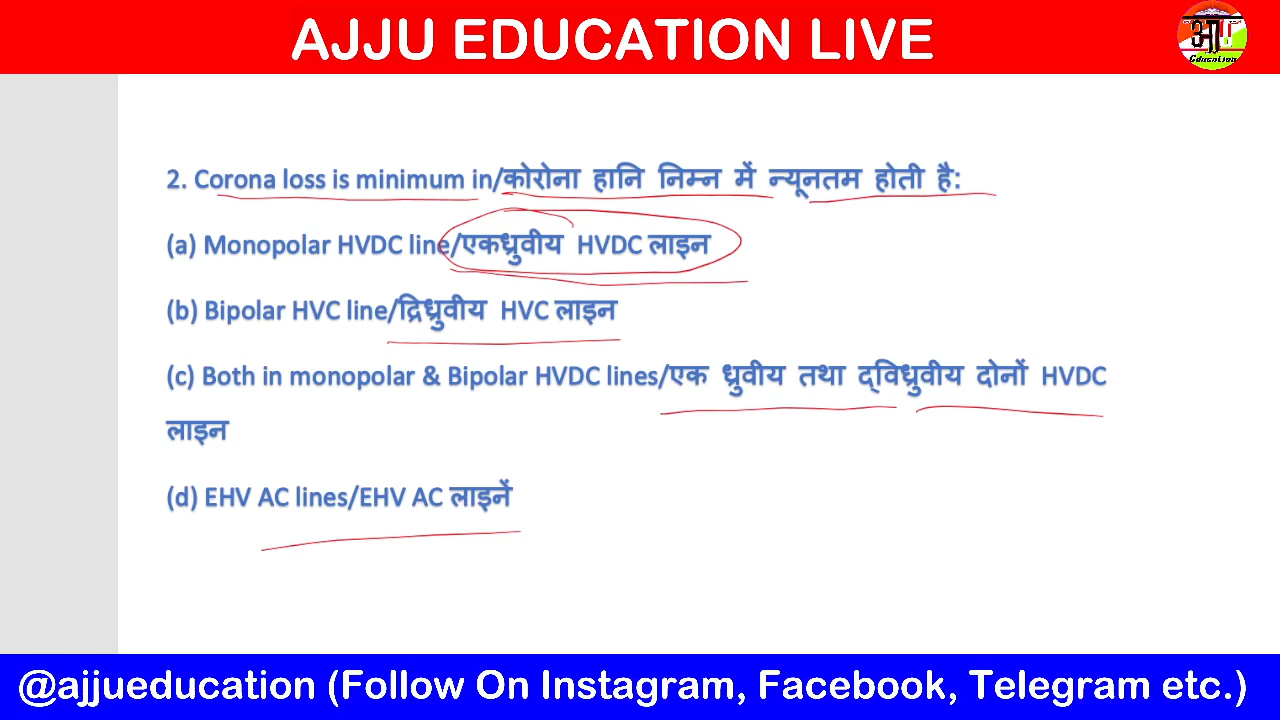 AJJU EDUCATION LIVE
आप
Education
2. Corona loss is minimum in/कोरोना हानि निम्न में न्यूनतम होती है:
(a) Monopolar HVDC line/एकध्रुवीय HVDC लाइन
(b) Bipolar HVC line/द्विध्रुवीय HVC लाइन
(c) Both in monopolar & Bipolar HVDC lines/एक ध्रुवीय तथा द्विध्रुवीय दोनों HVDC
लाइन
(d) EHV AC lines/EHV AC लाइनें
@ajjueducation (Follow On Instagram, Facebook, Telegram etc.)